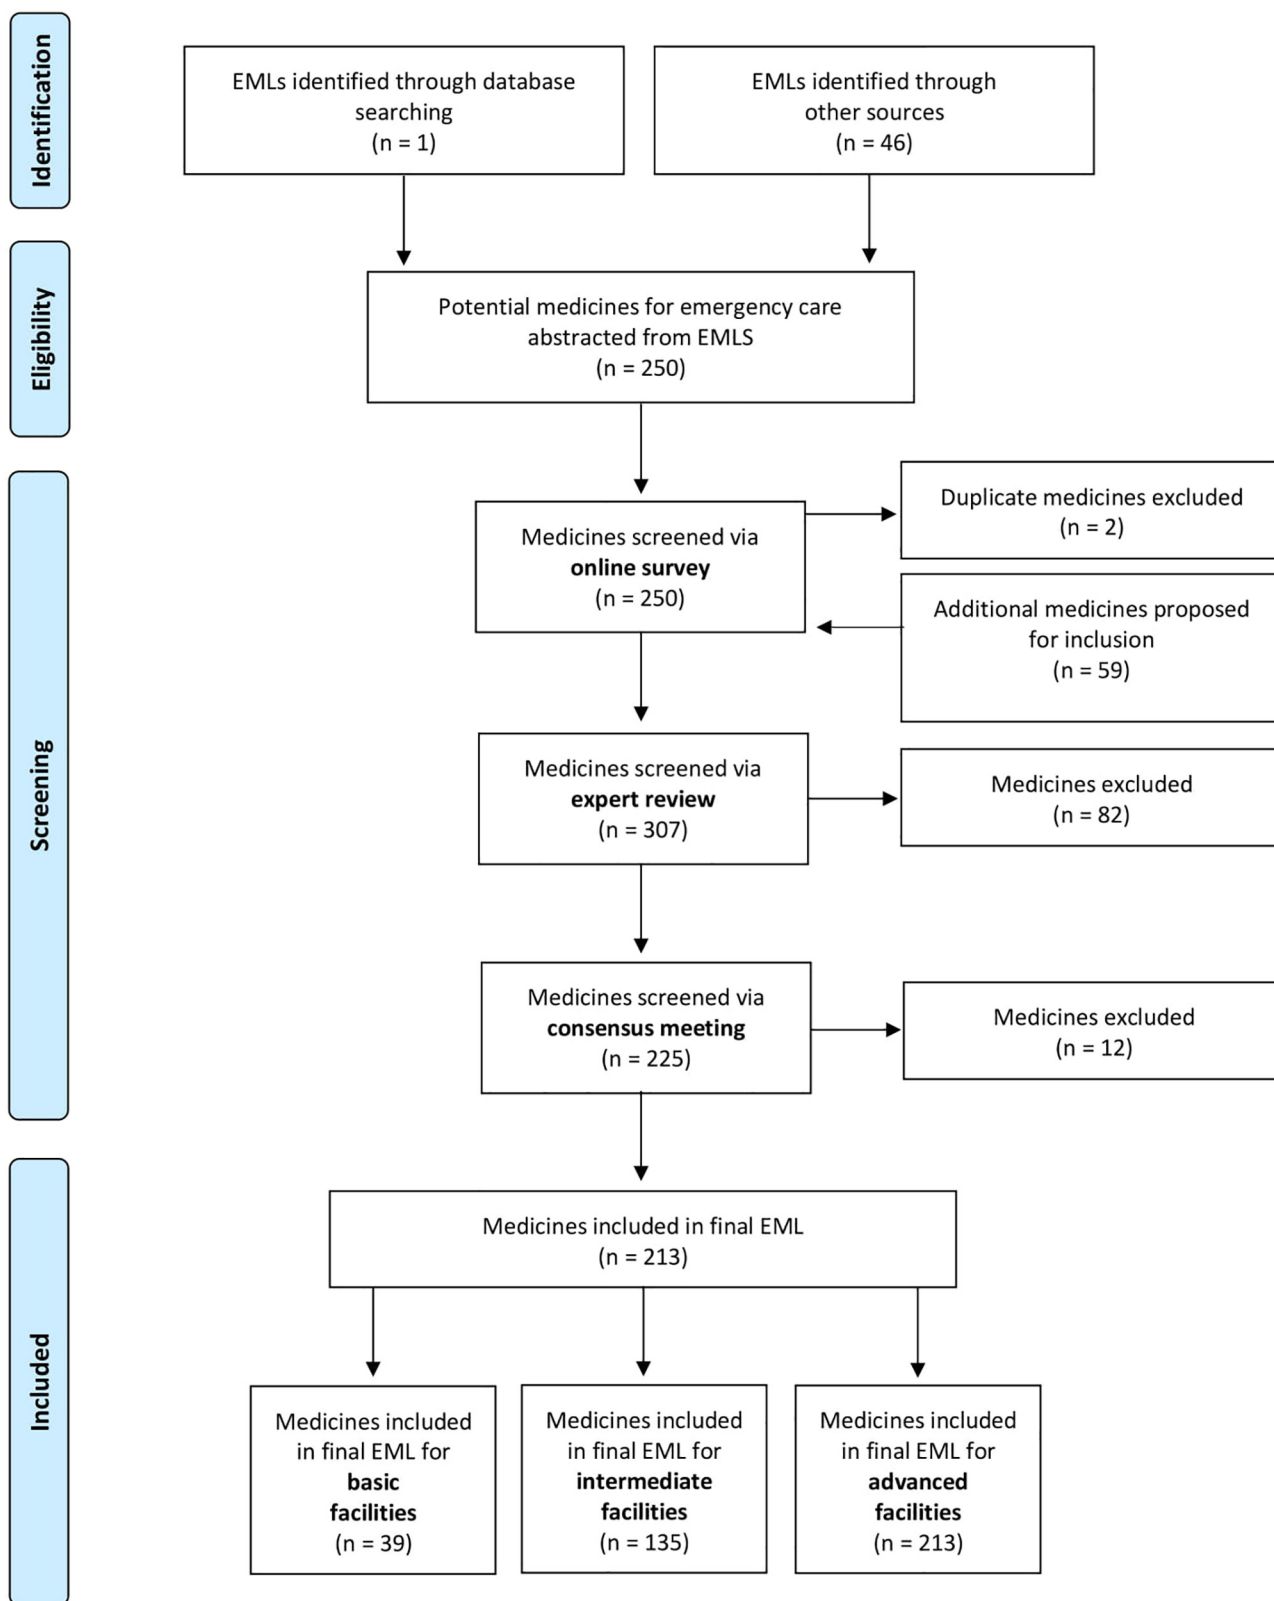 Identification
EMLs identified through database
searching
(n = 1)
EMLs identified through
other sources
(n = 46)
Eligibility
Potential medicines for emergency care
abstracted from EMLS
(n = 250)
Screening
Medicines screened via
online survey
(n = 250)
Duplicate medicines excluded
(n = 2)
Additional medicines proposed
for inclusion
(n = 59)
Medicines screened via
expert review
(n = 307)
Medicines excluded
(n = 82)
Medicines screened via
consensus meeting
(n = 225)
Medicines excluded
(n = 12)
Included
Medicines included in final EML
(n = 213)
Medicines included
in final EML for
basic
facilities
(n = 39)
Medicines included
in final EML for
intermediate
facilities
(n = 135)
Medicines included
in final EML for
advanced
facilities
(n = 213)